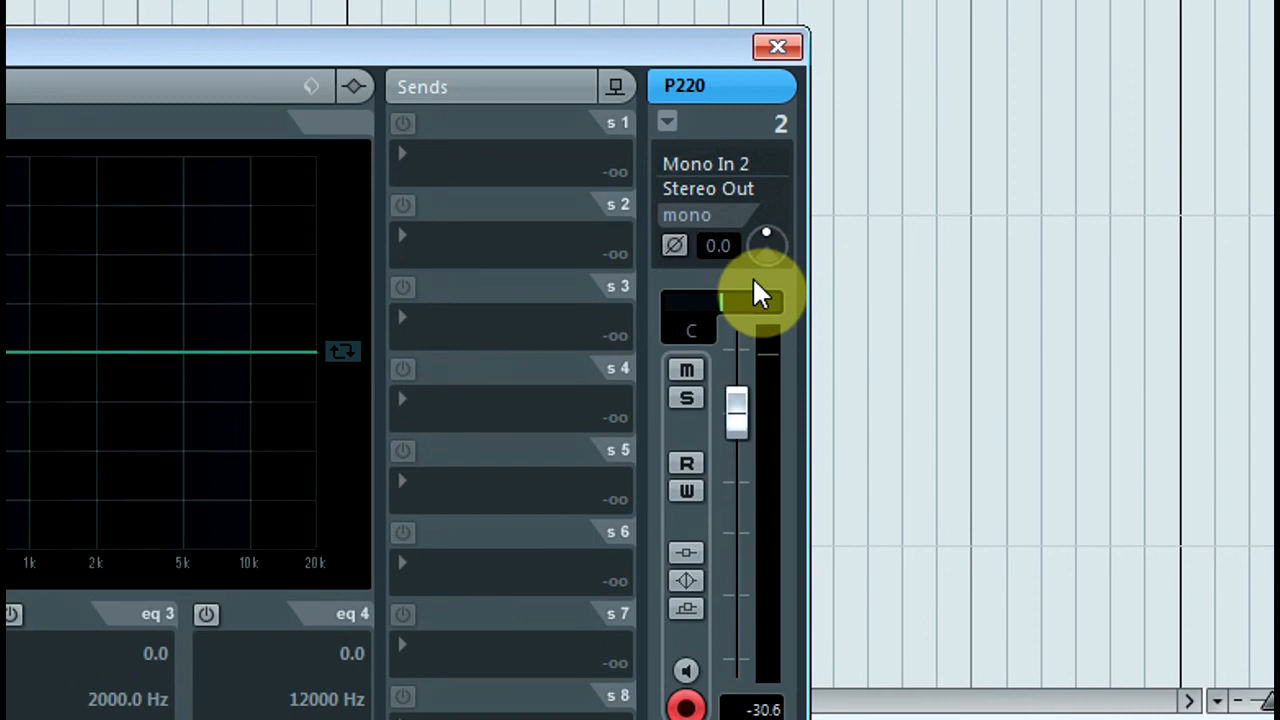 Sends
P220
2
s 1
-oo
s 2
-oo
s 3
-oo
s 4
-oo
s 5
-oo
s 6
-oo
s 7
-oo
s 8
Mono In 2
Stereo Out
mono
0.0
C
M
S
R
W
-30.6
1k 2k 5k 10k 20k
eq 3
0.0
2000.0 Hz
eq 4
0.0
12000 Hz